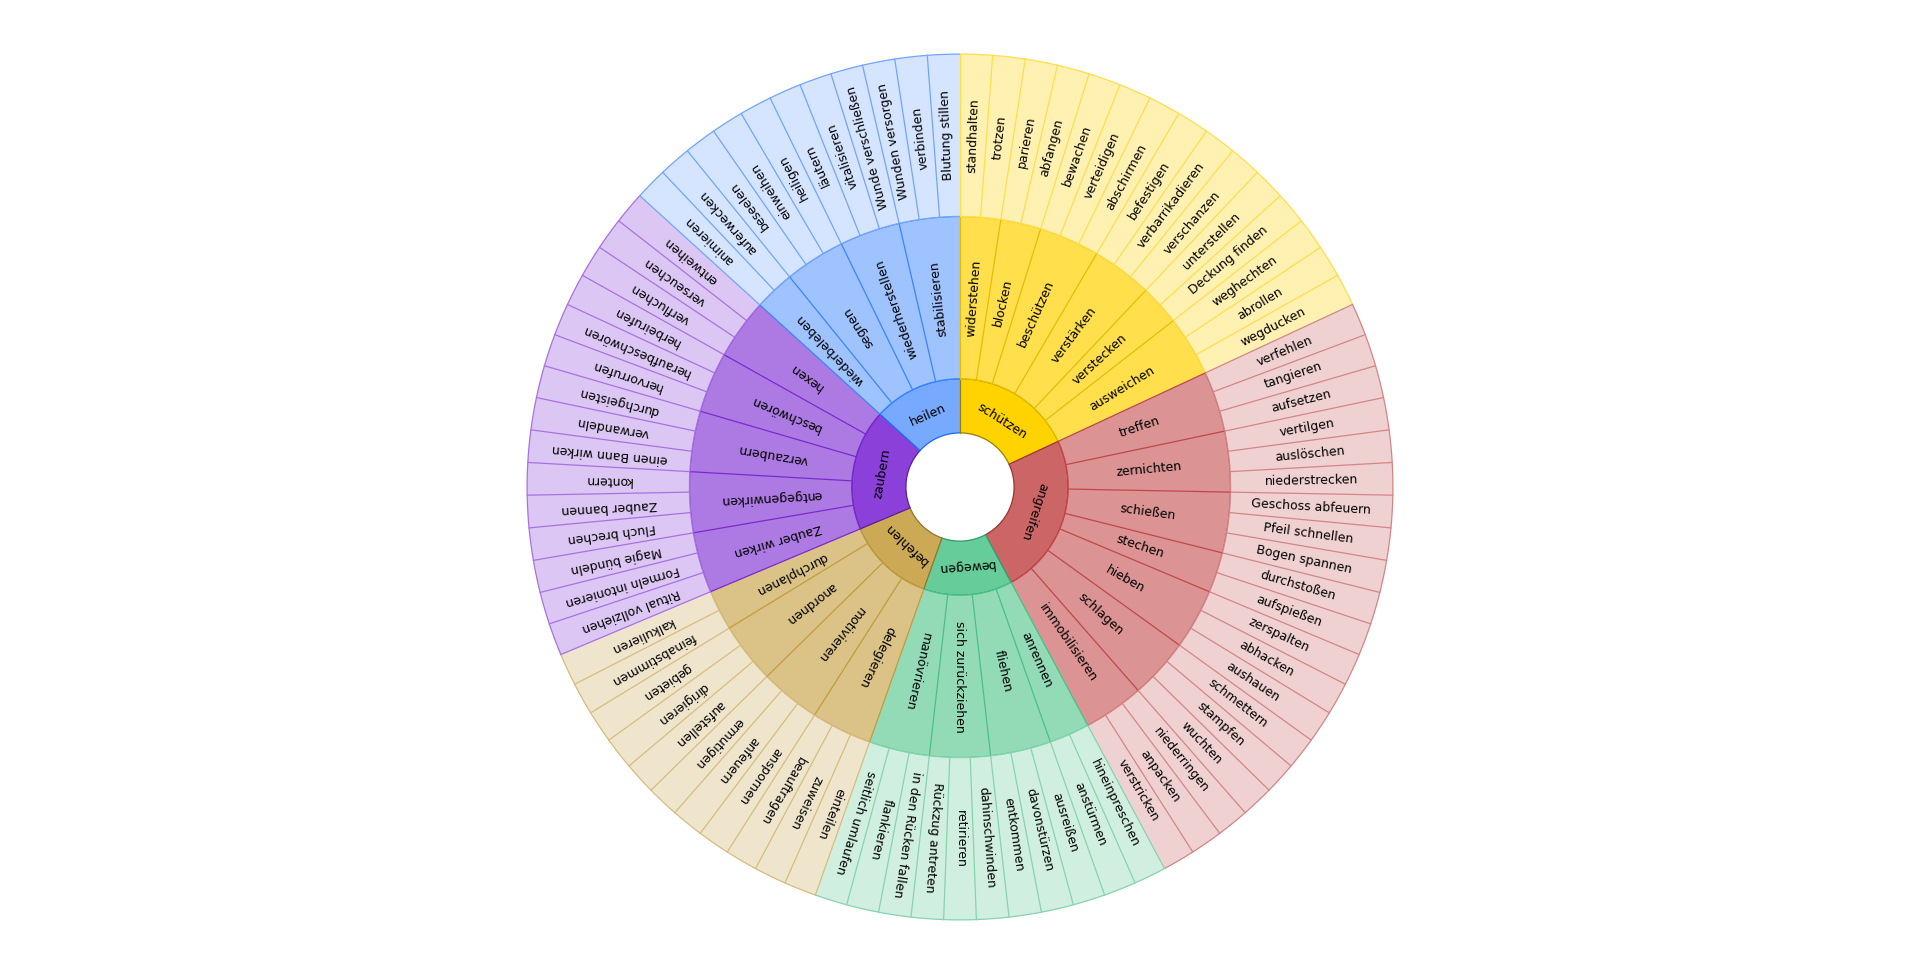 schützen
widerstehen
standhalten
trotzen
blocken
parieren
abfangen
beschützen
bewachen
verteidigen
abschirmen
verstärken
befestigen
verbarrikadieren
verschanzen
verstecken
unterstellen
Deckung finden
ausweichen
weghechten
abrollen
wegducken
angreifen
treffen
verfehlen
tangieren
aufsetzen
zernichten
vertilgen
auslöschen
niederstrecken
schießen
Geschoss abfeuern
Pfeil schnellen
Bogen spannen
stechen
durchstoßen
aufspießen
hieben
zerspalten
abhacken
aushauen
schlagen
schmettern
stampfen
wuchten
immobilisieren
niederringen
anpacken
verstricken
bewegen
anrennen
hineinpreschen
anstürmen
fliehen
ausreißen
davonstürzen
entkommen
sich zurückziehen
dahinschwinden
retirieren
Rückzug antreten
manövrieren
in den Rücken fallen
flankieren
seitlich umlaufen
befehlen
delegieren
einteilen
zuweisen
beauftragen
motivieren
anspornen
anfeuern
ermutigen
anordnen
aufstellen
dirigieren
gebieten
durchplanen
feinabstimmen
kalkulieren
zaubern
Zauber wirken
Ritual vollziehen
Formeln intonieren
Magie bündeln
entgegenwirken
Fluch brechen
Zauber bannen
kontern
verzaubern
einen Bann wirken
verwandeln
durchgeisten
beschwören
hervorrufen
heraufbeschwören
herbeirufen
hexen
verfluchen
verseuchen
entweihen
heilen
wiederbeleben
animieren
auferwecken
beseelen
segnen
einweihen
heiligen
läutern
wiederherstellen
vitalisieren
Wunde verschließen
Wunden versorgen
stabilisieren
verbinden
Blutung stillen